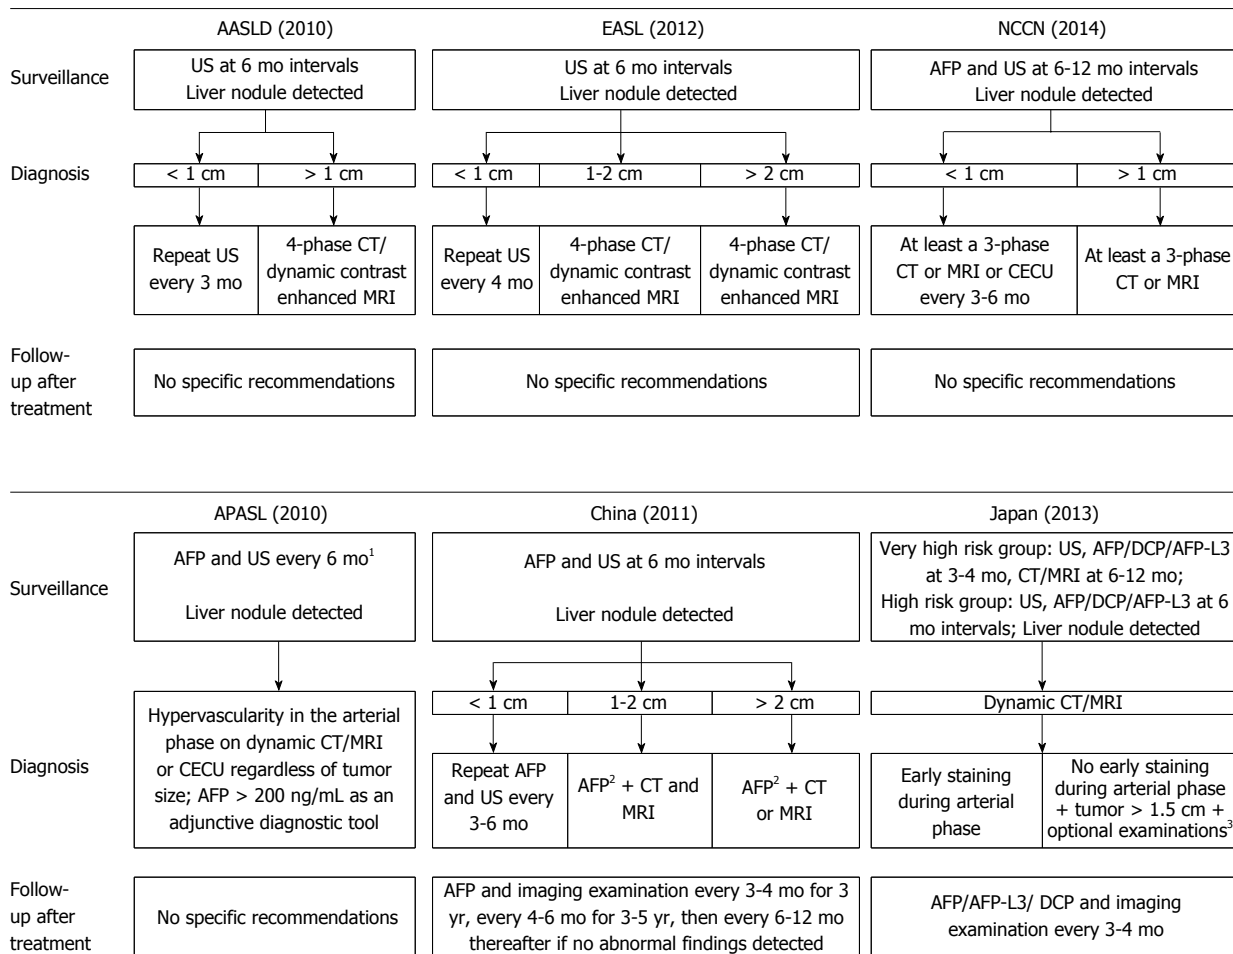 AASLD (2010)
EASL (2012)
NCCN (2014)
Surveillance
US at 6 mo intervals
Liver nodule detected
US at 6 mo intervals
Liver nodule detected
AFP and US at 6-12 mo intervals
Liver nodule detected
Diagnosis
< 1 cm
> 1 cm
< 1 cm
1-2 cm
> 2 cm
< 1 cm
> 1 cm
Repeat US
every 3 mo
4-phase CT/
dynamic contrast
enhanced MRI
Repeat US
every 4 mo
4-phase CT/
dynamic contrast
enhanced MRI
4-phase CT/
dynamic contrast
enhanced MRI
At least a 3-phase
CT or MRI or CECU
every 3-6 mo
At least a 3-phase
CT or MRI
Follow-
up after
treatment
No specific recommendations
No specific recommendations
No specific recommendations
APASL (2010)
China (2011)
Japan (2013)
Surveillance
AFP and US every 6 mo¹
Liver nodule detected
AFP and US at 6 mo intervals
Liver nodule detected
Very high risk group: US, AFP/DCP/AFP-L3
at 3-4 mo, CT/MRI at 6-12 mo;
High risk group: US, AFP/DCP/AFP-L3 at 6
mo intervals; Liver nodule detected
Diagnosis
Hypervascularity in the arterial
phase on dynamic CT/MRI
or CECU regardless of tumor
size; AFP > 200 ng/mL as an
adjunctive diagnostic tool
< 1 cm
1-2 cm
> 2 cm
Repeat AFP
and US every
3-6 mo
AFP² + CT and
MRI
AFP² + CT
or MRI
Dynamic CT/MRI
Early staining
during arterial
phase
No early staining
during arterial phase
+ tumor > 1.5 cm +
optional examinations³
Follow-
up after
treatment
No specific recommendations
AFP and imaging examination every 3-4 mo for 3
yr, every 4-6 mo for 3-5 yr, then every 6-12 mo
thereafter if no abnormal findings detected
AFP/AFP-L3/ DCP and imaging
examination every 3-4 mo